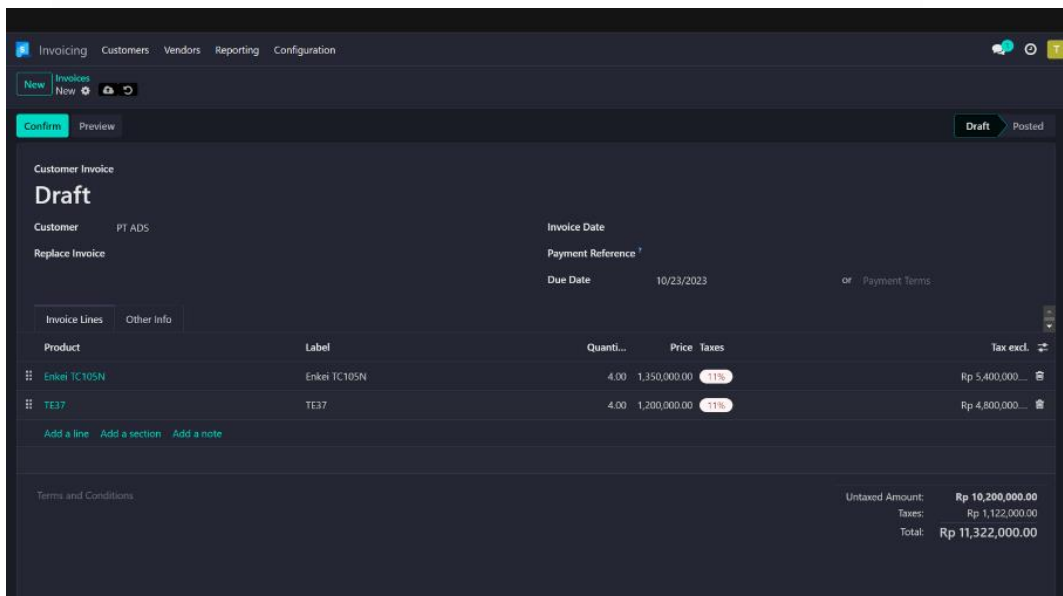 Invoicing Customers Vendors Reporting Configuration
T
New Invoices
New
Confirm Preview Draft Posted
Customer Invoice
Draft
Customer PT ADS Invoice Date
Replace Invoice Payment Reference ?
Due Date 10/23/2023 or Payment Terms
Invoice Lines Other Info
Product Label Quanti... Price Taxes Tax excl.
Enkei TC105N Enkei TC105N 4.00 1,350,000.00 11% Rp 5,400,000....
TE37 TE37 4.00 1,200,000.00 11% Rp 4,800,000....
Add a line Add a section Add a note
Terms and Conditions Untaxed Amount: Rp 10,200,000.00
Taxes: Rp 1,122,000.00
Total: Rp 11,322,000.00